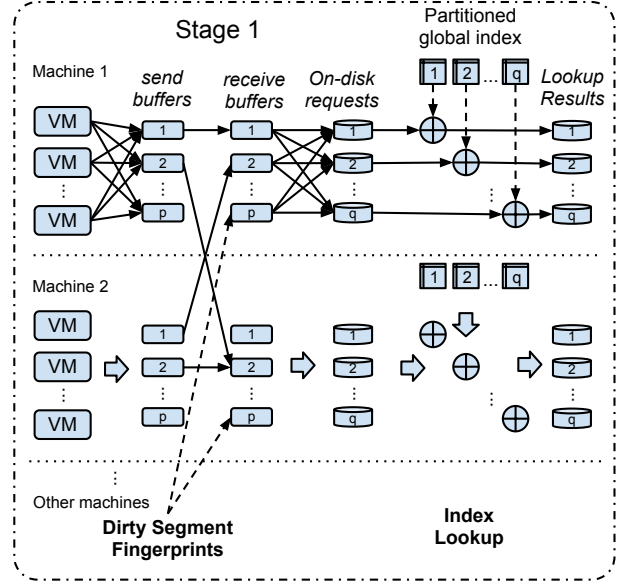 Stage 1
Partitioned
global index
Machine 1
send
buffers
receive
buffers
On-disk
requests
1 2 ... q
Lookup
Results
VM 1 1 1 1
VM 2 2 2 2
... ... ... ... ...
VM p p q q
Machine 2
1 2 ... q
VM 1 1 1 1
VM 2 2 2 2
... ... ... ... ...
VM p p q q
...
Other machines
Dirty Segment
Fingerprints
Index
Lookup